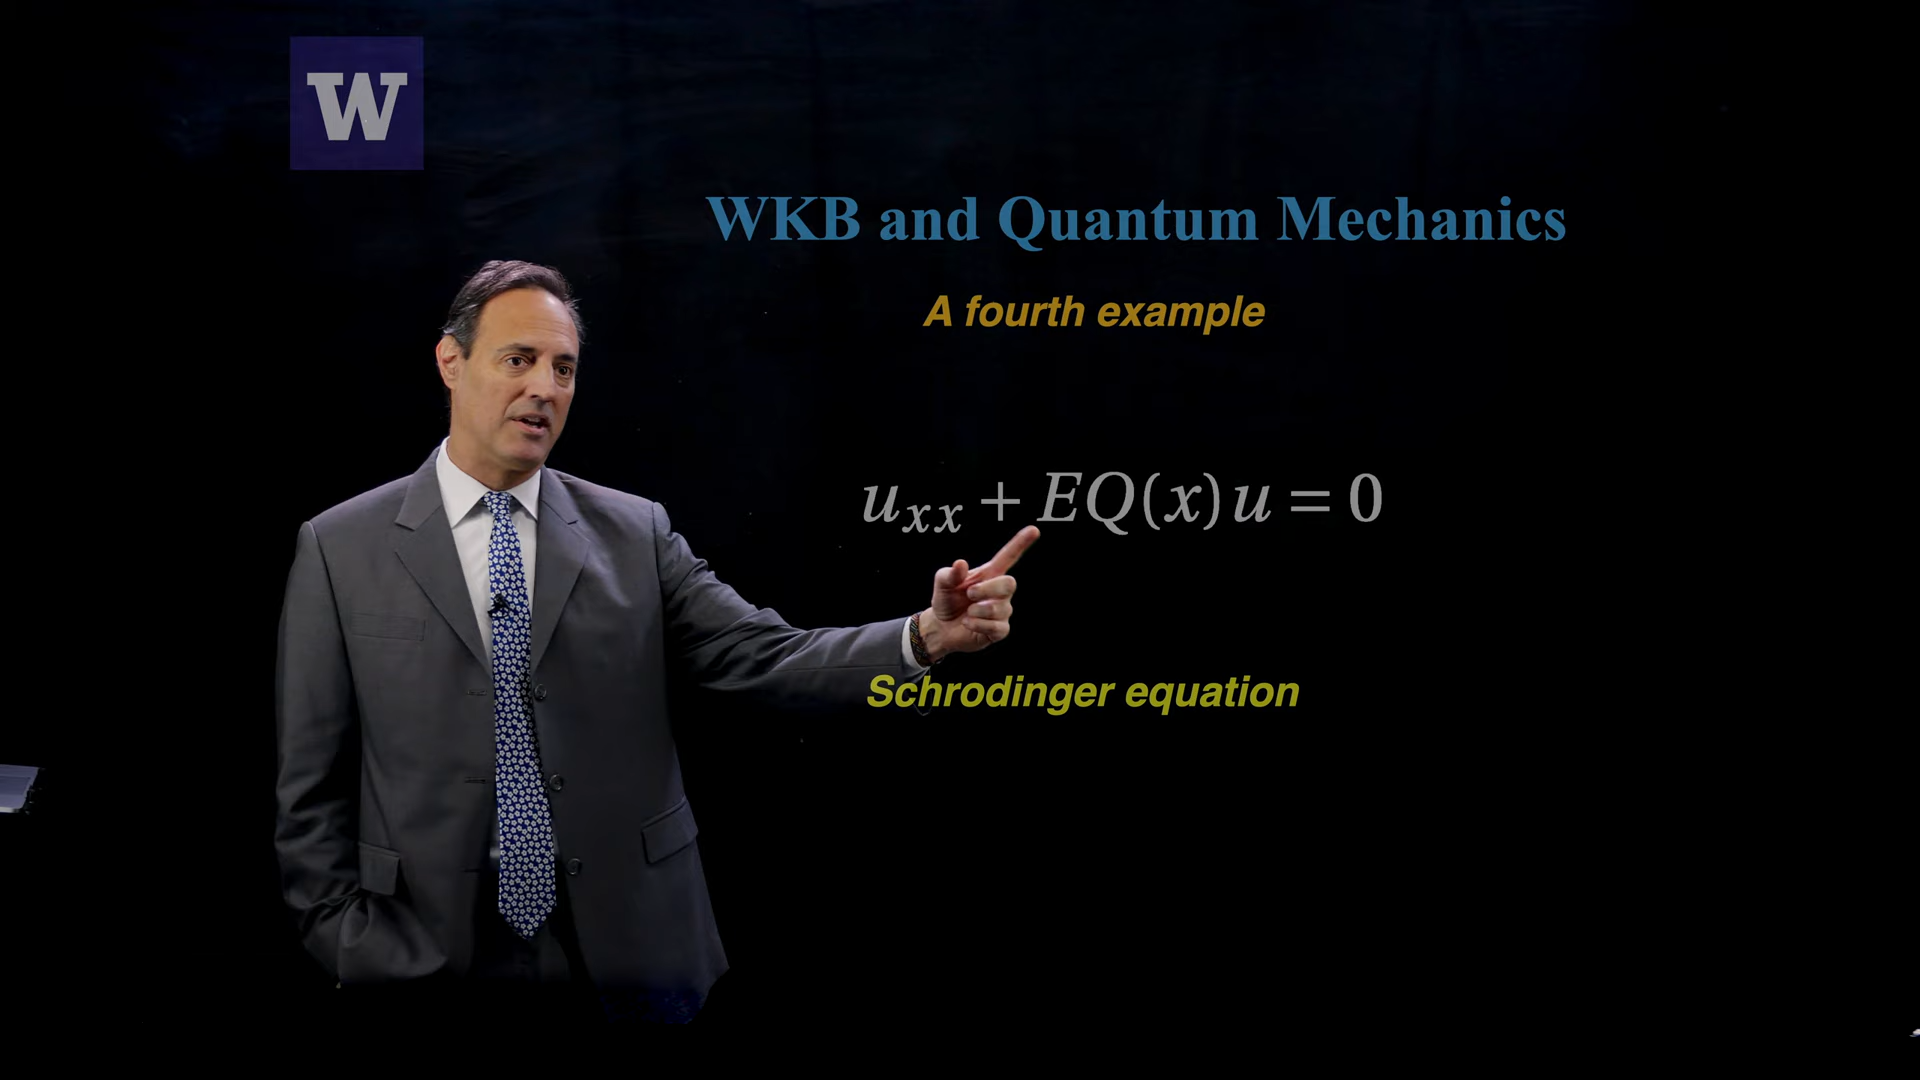 W
WKB and Quantum Mechanics
A fourth example
u_{xx} + EQ(x)u = 0
Schrodinger equation